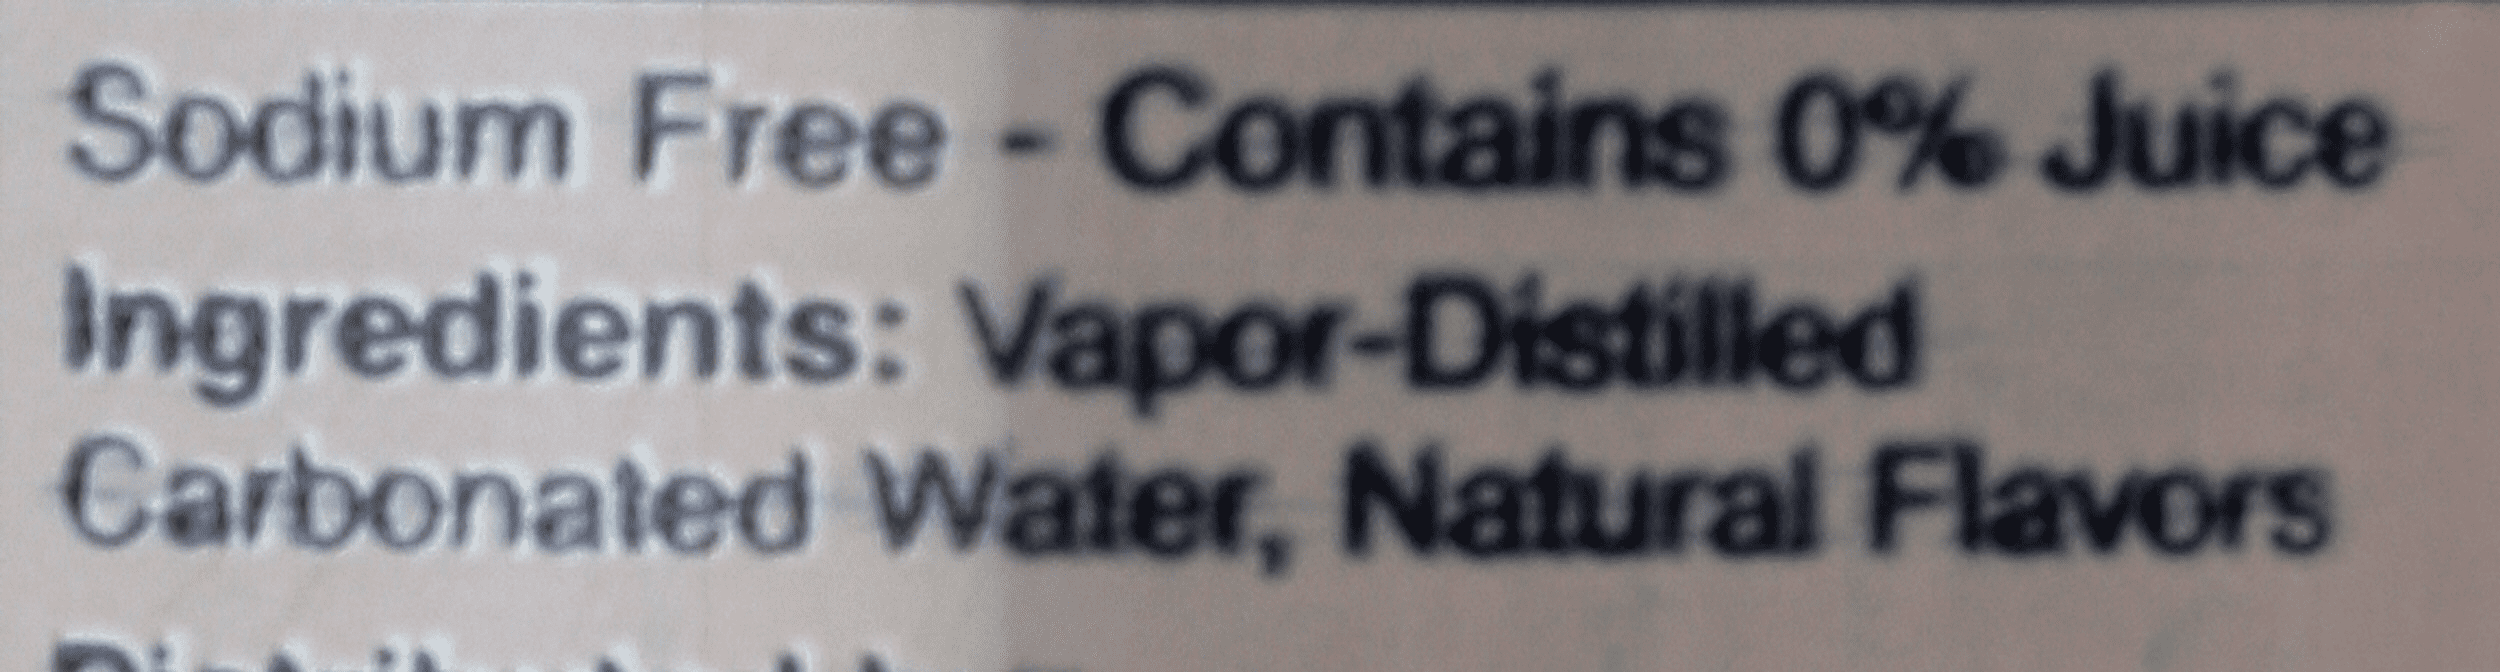 Sodium Free - Contains 0% Juice
Ingredients: Vapor-Distilled
Carbonated Water, Natural Flavors